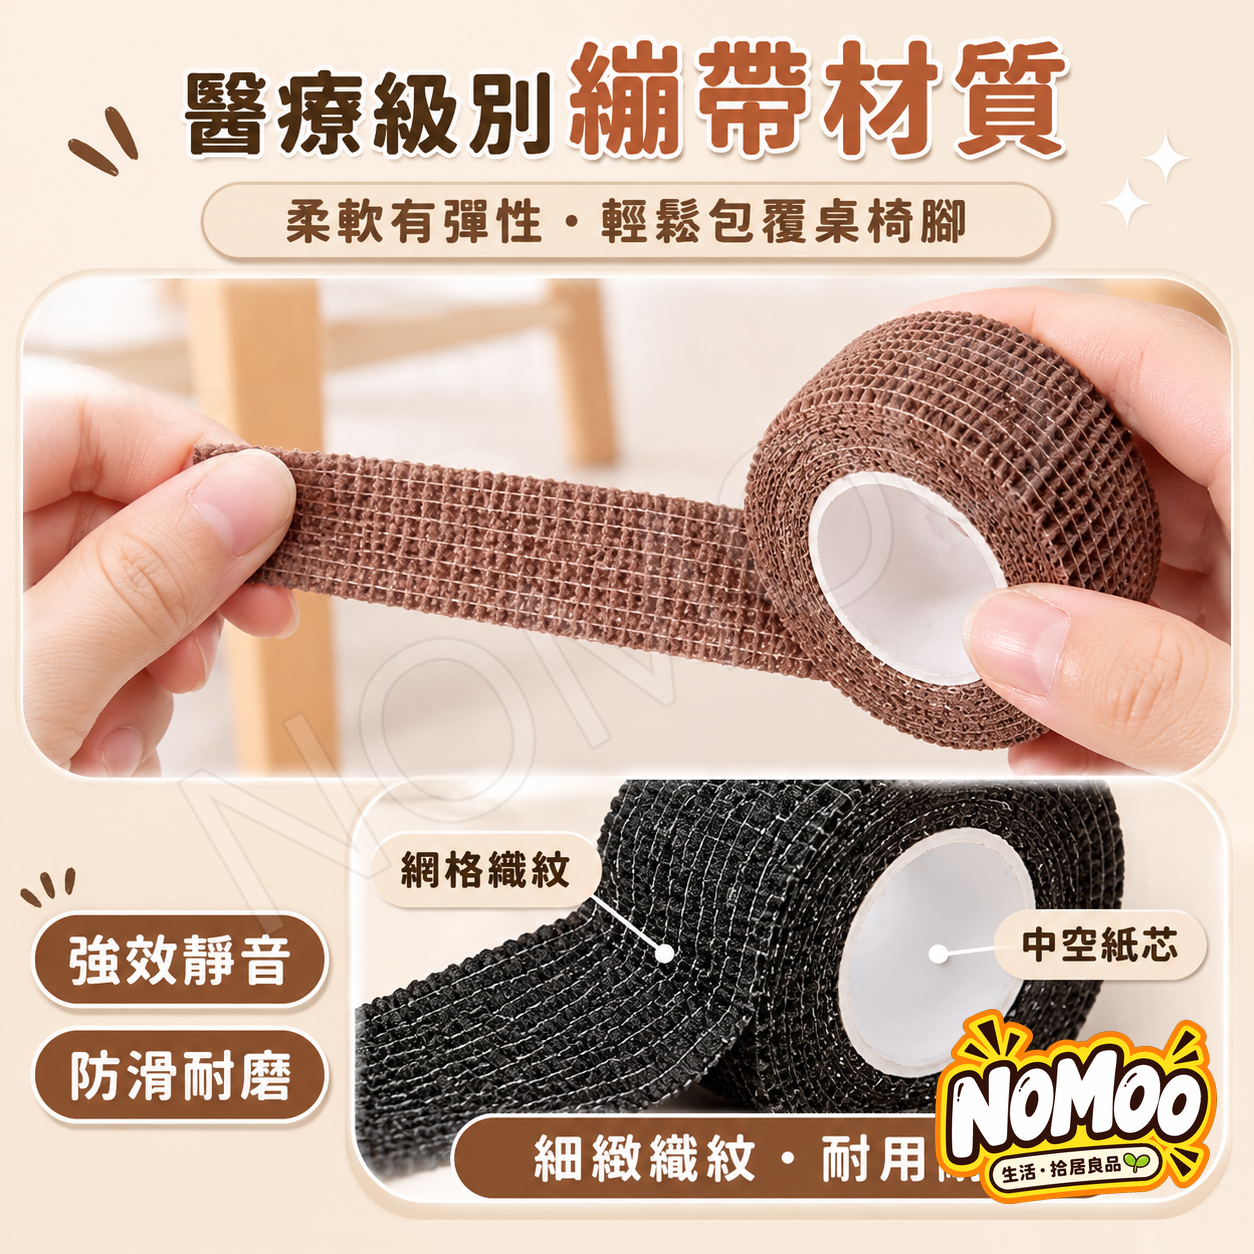 醫療級別繃帶材質
柔軟有彈性・輕鬆包覆桌椅腳
網格織紋
中空紙芯
強效靜音
防滑耐磨
細緻織紋・耐用
NOMOO
生活・拾居良品
NOMOO